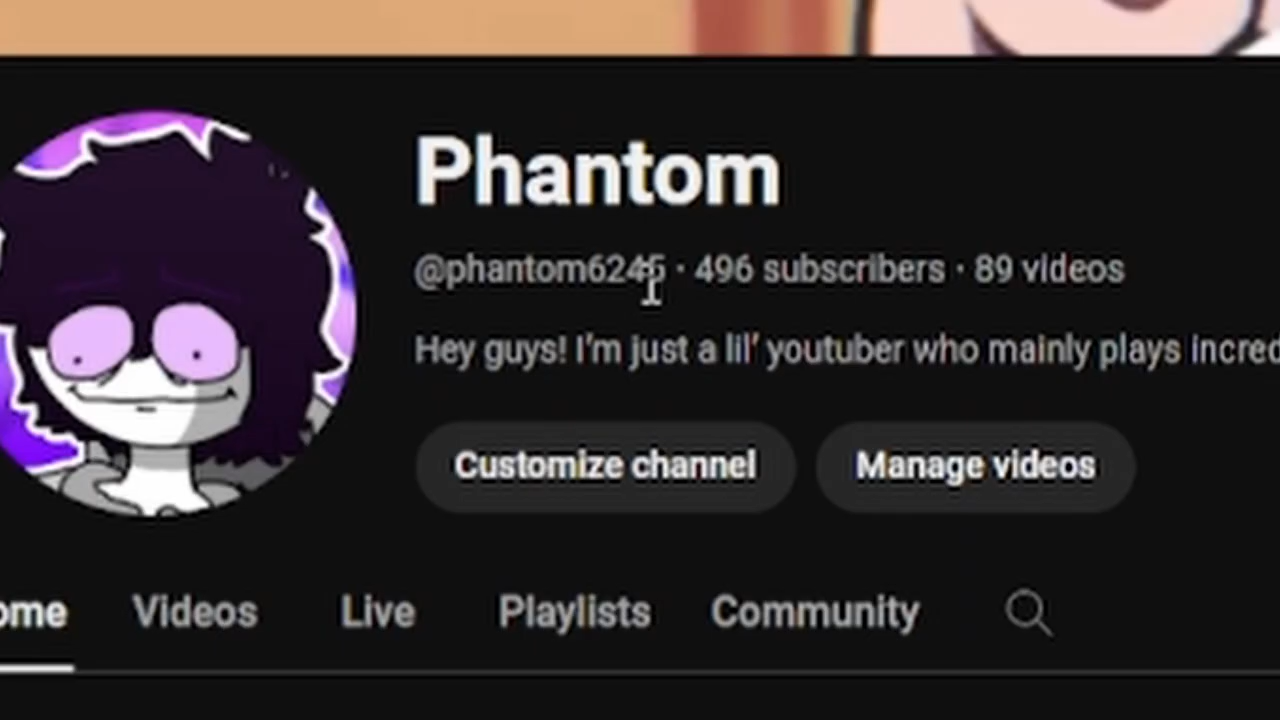 Phantom
@phantom6245 · 496 subscribers · 89 videos
Hey guys! I'm just a lil' youtuber who mainly plays incred
Customize channel
Manage videos
ome
Videos
Live
Playlists
Community